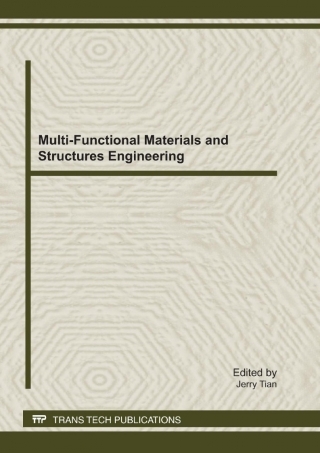 Multi-Functional Materials and
Structures Engineering
Edited by
Jerry Tian
TTP TRANS TECH PUBLICATIONS